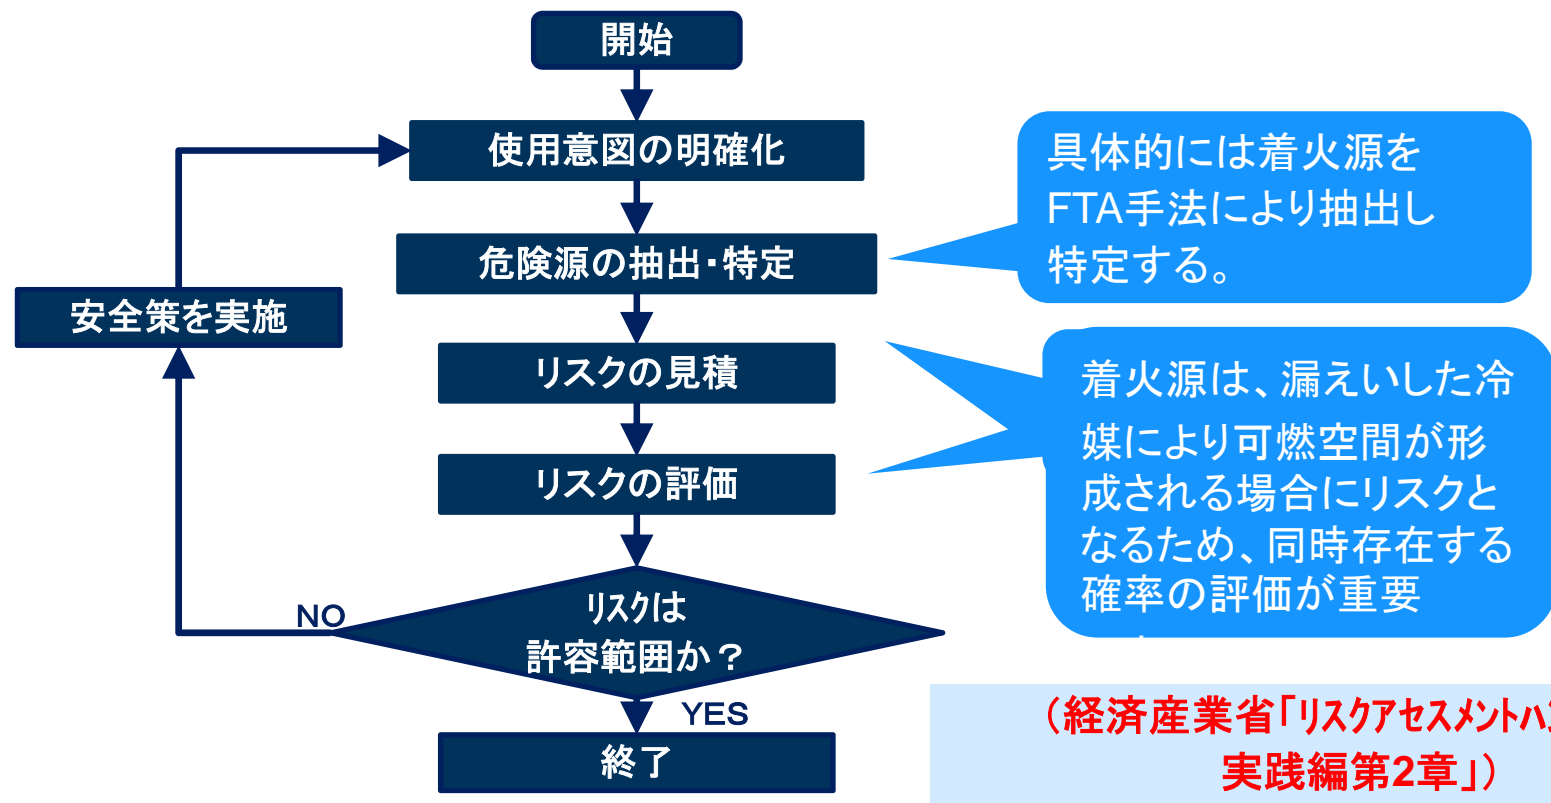 開始
使用意図の明確化
具体的には着火源を
FTA手法により抽出し
特定する。
危険源の抽出・特定
安全策を実施
リスクの見積
着火源は、漏えいした冷
媒により可燃空間が形
成される場合にリスクと
なるため、同時存在する
確率の評価が重要
リスクの評価
リスクは
許容範囲か？
NO
YES
終了
（経済産業省「リスクアセスメントハ
実践編第2章」）